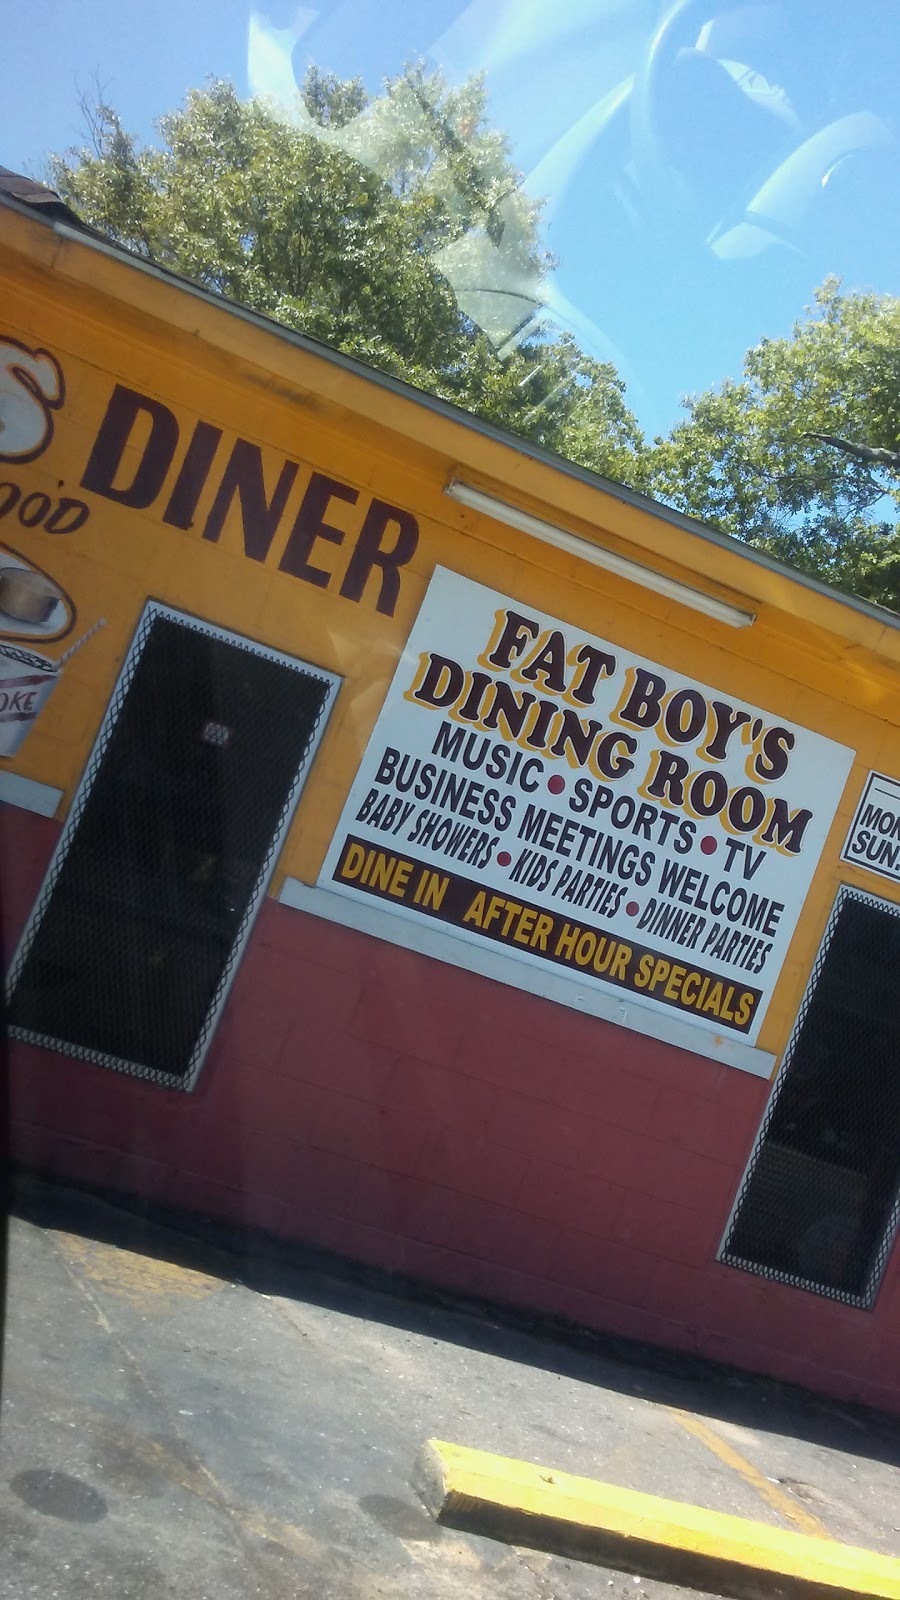 S DINER
FAT BOY'S
DINING ROOM
MUSIC • SPORTS • TV
BUSINESS MEETINGS WELCOME
BABY SHOWERS • KIDS PARTIES • DINNER PARTIES
DINE IN AFTER HOUR SPECIALS
SUN.